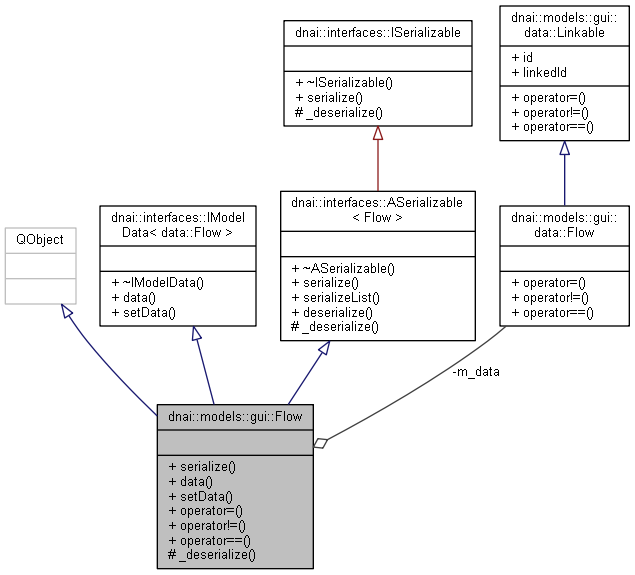 dnai::interfaces::ISerializable
+ ~ISerializable()
+ serialize()
# _deserialize()
dnai::models::gui::
data::Linkable
+ id
+ linkedId
+ operator=()
+ operator!=()
+ operator==()
QObject
dnai::interfaces::IModel
Data< data::Flow >
+ ~IModelData()
+ data()
+ setData()
dnai::interfaces::ASerializable
< Flow >
+ ~ASerializable()
+ serialize()
+ serializeList()
+ deserialize()
# _deserialize()
dnai::models::gui::
data::Flow
+ operator=()
+ operator!=()
+ operator==()
-m_data
dnai::models::gui::Flow
+ serialize()
+ data()
+ setData()
+ operator=()
+ operator!=()
+ operator==()
# _deserialize()